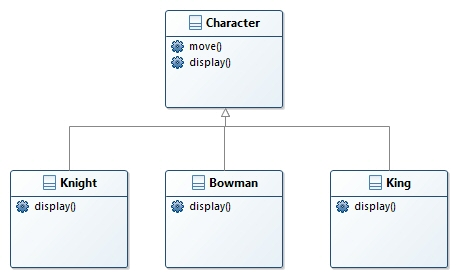 Character
move()
display()
Knight
display()
Bowman
display()
King
display()